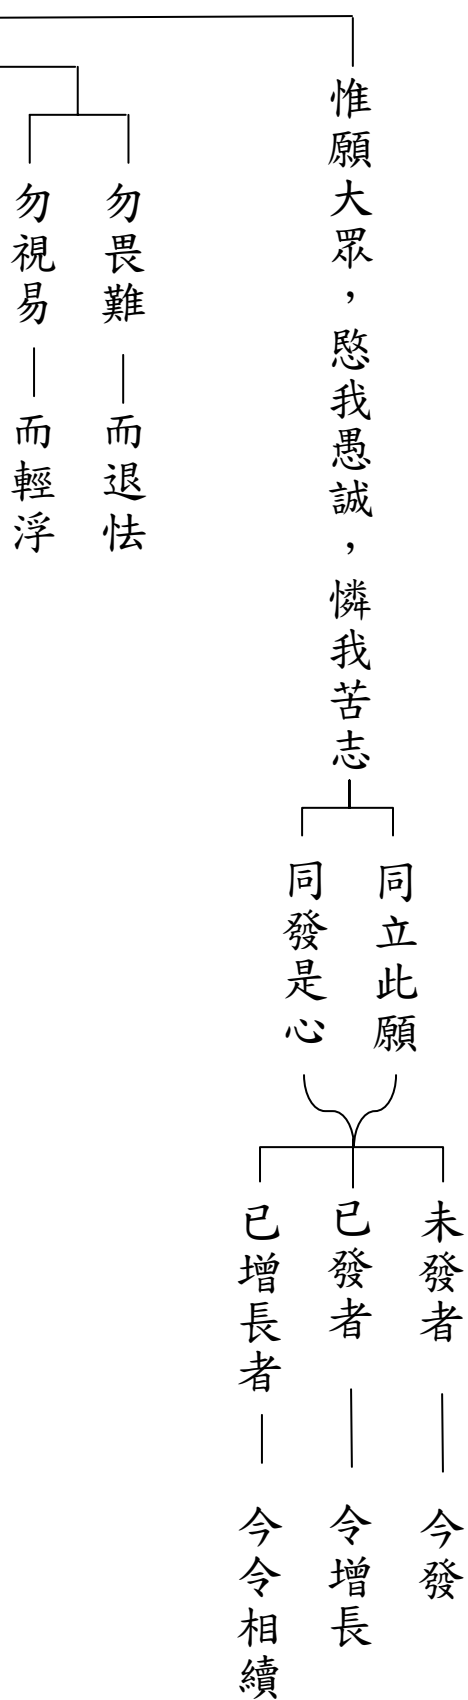 惟願大眾，愍我愚誠，憐我苦志
同立此願
同發是心
未發者
今發
已發者
令增長
已增長者
今令相續
勿畏難
而退怯
勿視易
而輕浮